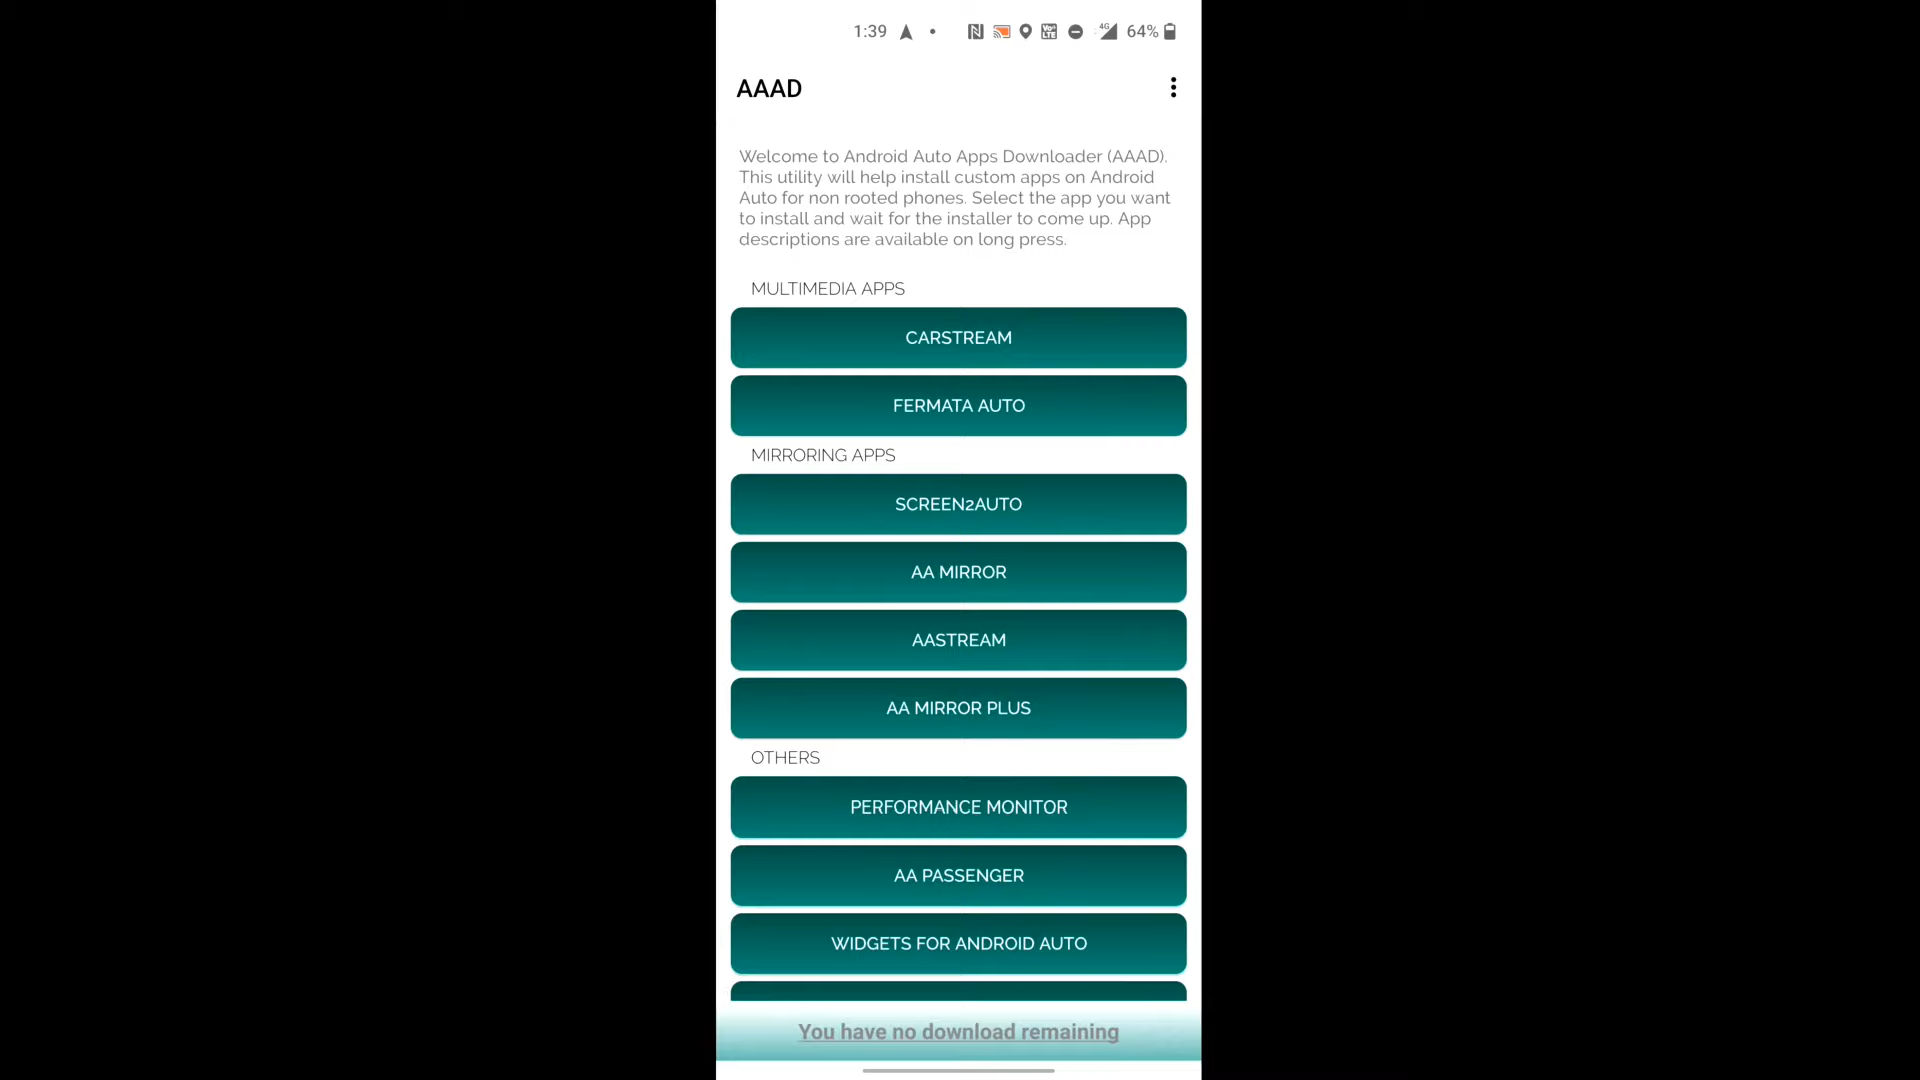 1:39
4G 64%
AAAD
Welcome to Android Auto Apps Downloader (AAAD).
This utility will help install custom apps on Android
Auto for non rooted phones. Select the app you want
to install and wait for the installer to come up. App
descriptions are available on long press.
MULTIMEDIA APPS
CARSTREAM
FERMATA AUTO
MIRRORING APPS
SCREEN2AUTO
AA MIRROR
AASTREAM
AA MIRROR PLUS
OTHERS
PERFORMANCE MONITOR
AA PASSENGER
WIDGETS FOR ANDROID AUTO
You have no download remaining